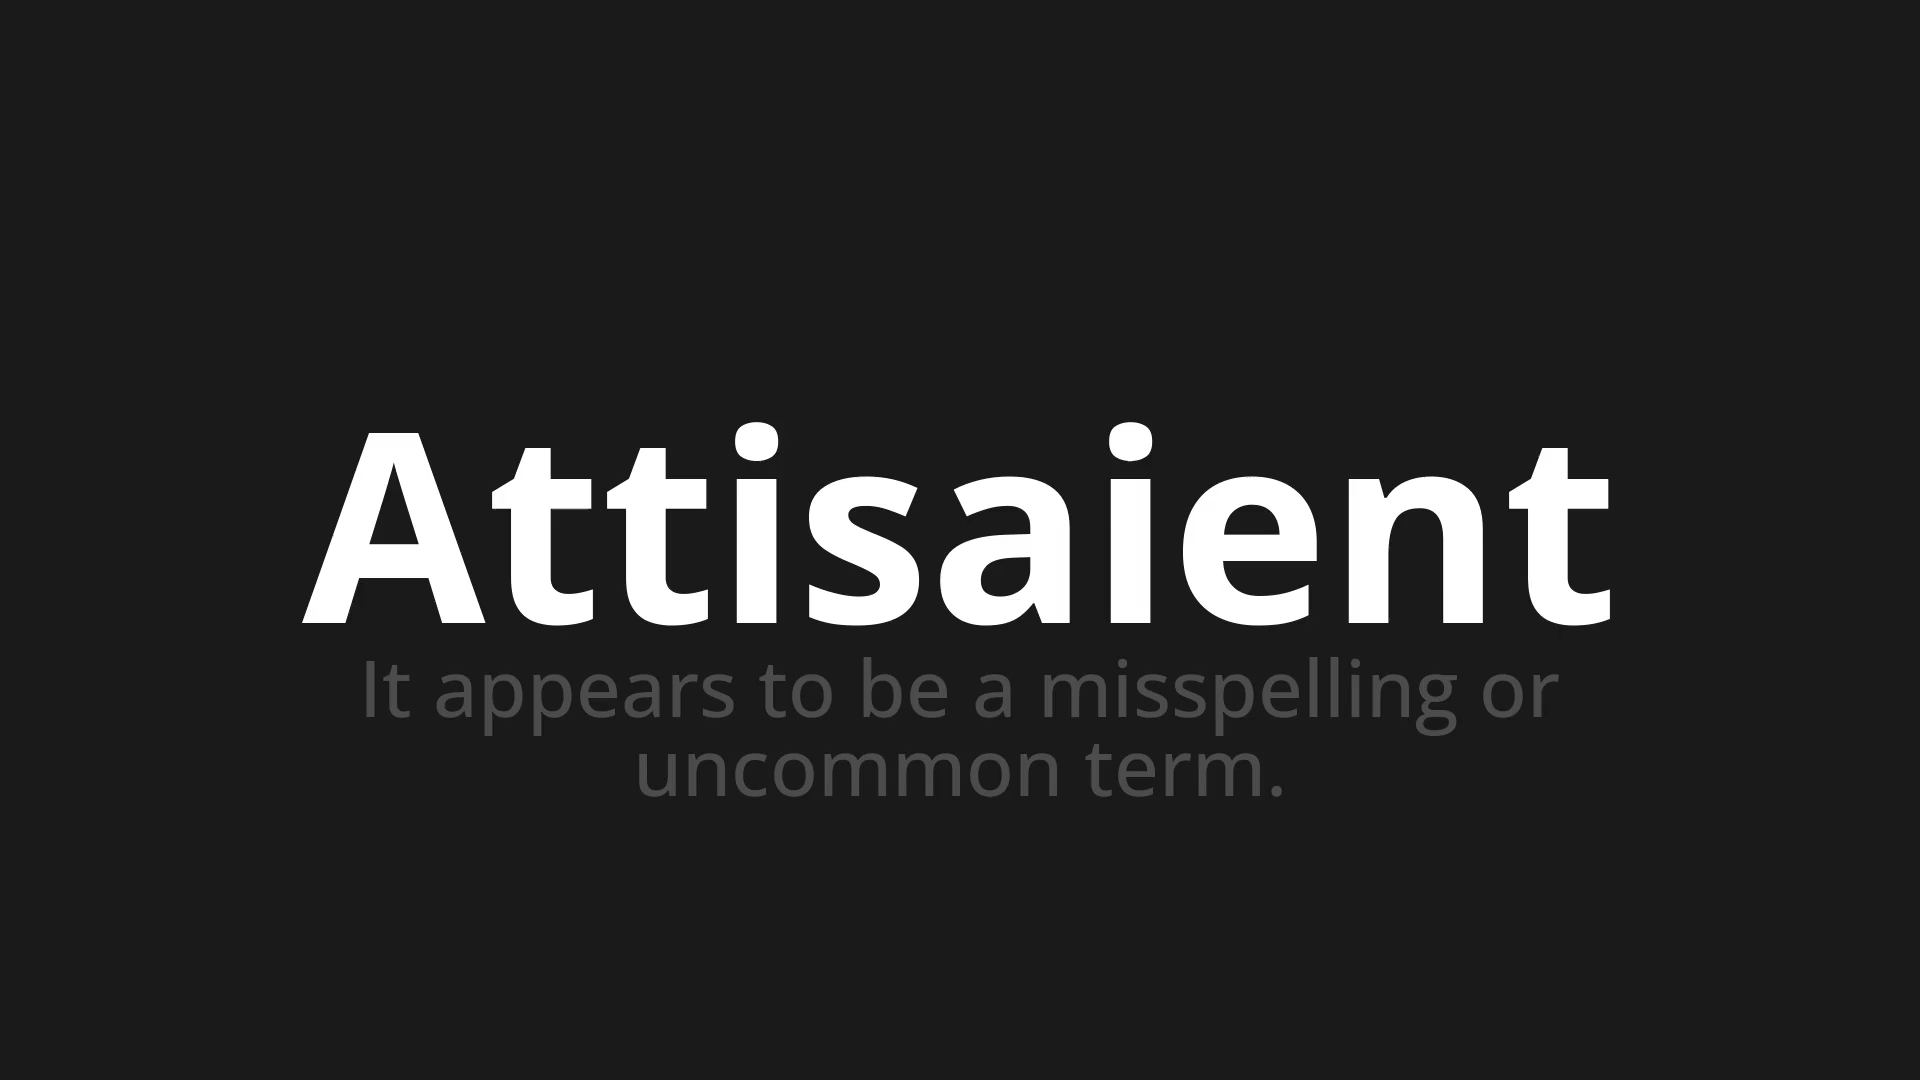 Attisaient
It appears to be a misspelling or
uncommon term.